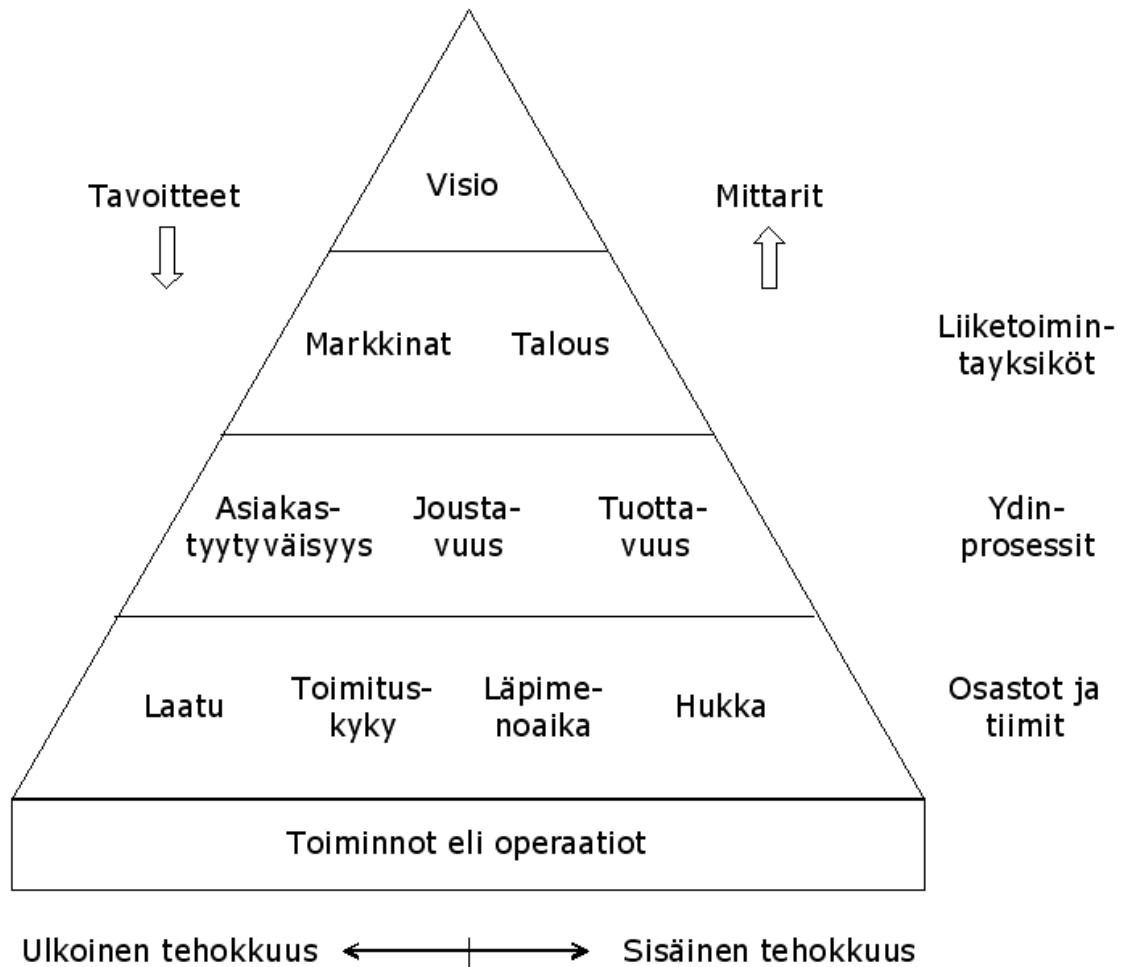 Visio
Tavoitteet
Mittarit
Markkinat
Talous
Liiketoimin-
tayksiköt
Asiakas-
tyytyväisyys
Jousta-
vuus
Tuotta-
vuus
Ydin-
prosessit
Laatu
Toimitus-
kyky
Läpime-
noaika
Hukka
Osastot ja
tiimit
Toiminnot eli operaatiot
Ulkoinen tehokkuus
Sisäinen tehokkuus